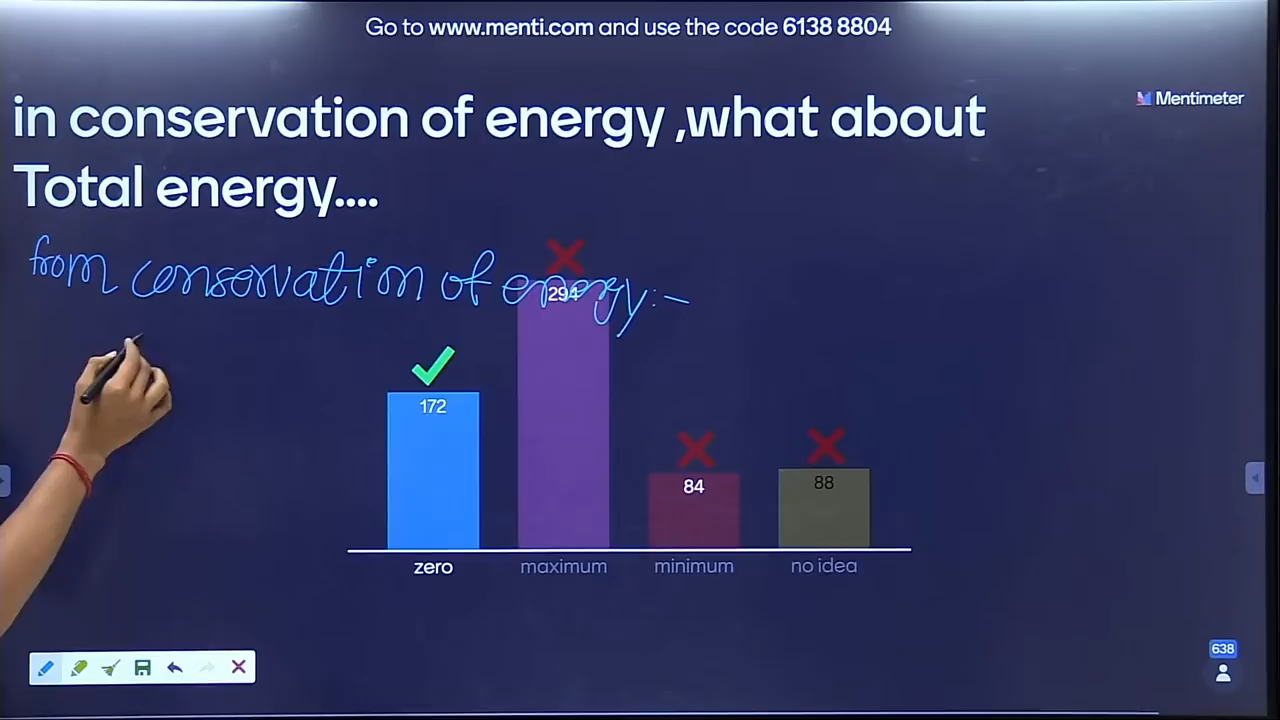 Go to www.menti.com and use the code 6138 8804
Mentimeter
in conservation of energy ,what about
Total energy....
from conservation of energy:-
294
172
84
88
zero
maximum
minimum
no idea
638